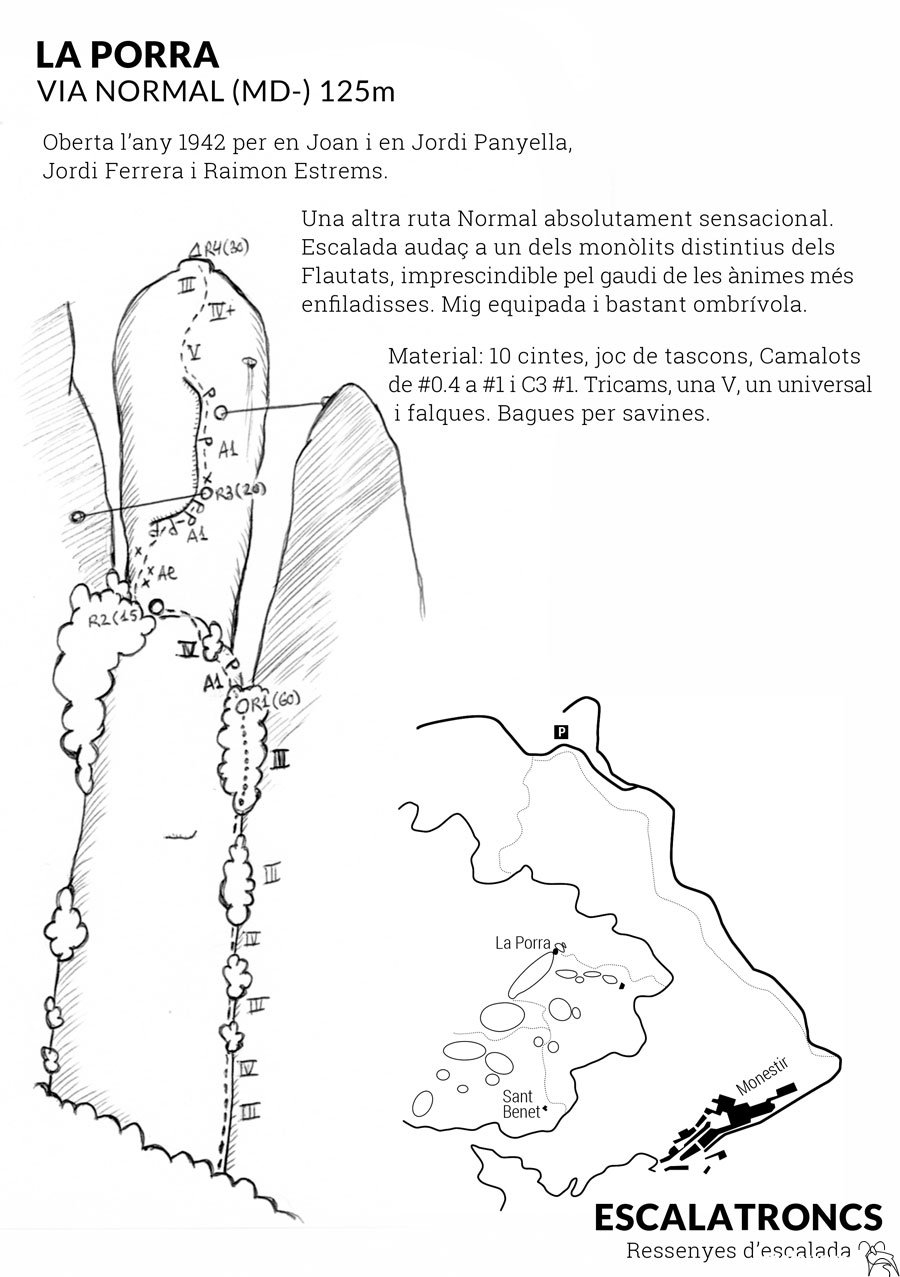 LA PORRA
VIA NORMAL (MD-) 125m
Oberta l'any 1942 per en Joan i en Jordi Panyella,
Jordi Ferrera i Raimon Estrems.
Una altra ruta Normal absolutament sensacional.
Escalada audaç a un dels monòlits distintius dels
Flautats, imprescindible pel gaudi de les ànimes més
enfiladisses. Mig equipada i bastant ombrívola.
Material: 10 cintes, joc de tascons, Camalots
de #0.4 a #1 i C3 #1. Tricams, una V, un universal
i falques. Bagues per savines.
R4(30)
III
IV+
V
P
P
A1
x
R3(20)
P
P
A1
x
x Ae
x
R2(15)
IV
P
A1
R1(60)
III
III
IV
III
IV
III
P
La Porra
Sant
Benet
Monestir
ESCALATRONCS
Ressenyes d'escalada